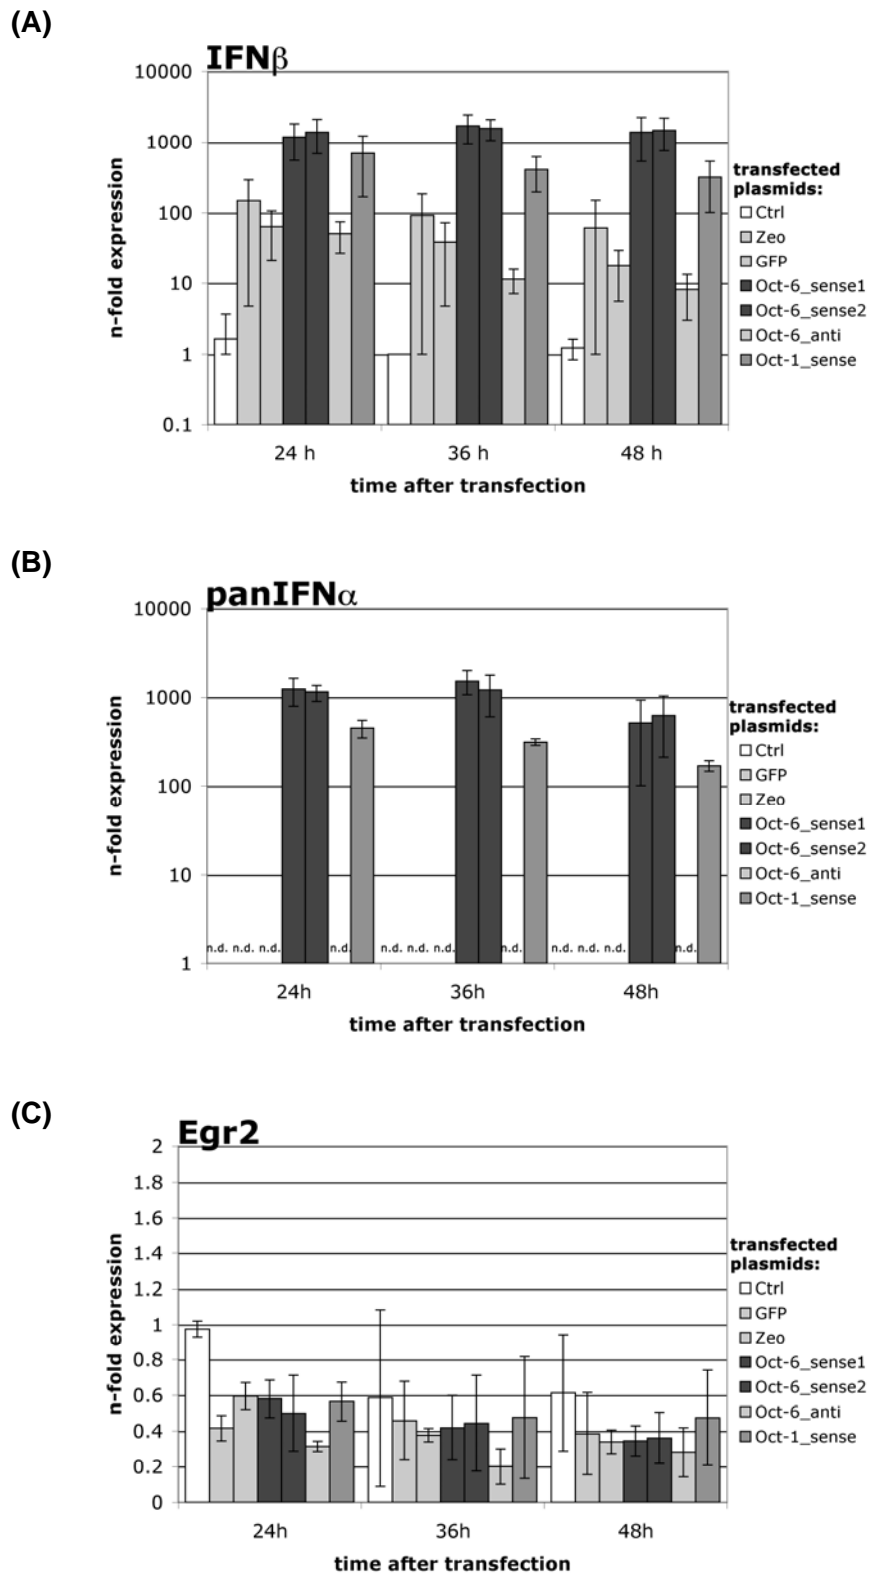 (A)
IFNβ
10000
1000
100
10
1
0.1
n-fold expression
24 h 36 h 48 h
time after transfection
transfected
plasmids:
Ctrl
Zeo
GFP
Oct-6_sense1
Oct-6_sense2
Oct-6_anti
Oct-1_sense
(B)
panIFNα
10000
1000
100
10
1
n-fold expression
n.d. n.d. n.d. n.d. n.d. n.d. n.d. n.d. n.d. n.d. n.d. n.d.
24h 36h 48h
time after transfection
transfected
plasmids:
Ctrl
GFP
Zeo
Oct-6_sense1
Oct-6_sense2
Oct-6_anti
Oct-1_sense
(C)
Egr2
2
1.8
1.6
1.4
1.2
1
0.8
0.6
0.4
0.2
0
n-fold expression
24h 36h 48h
time after transfection
transfected
plasmids:
Ctrl
GFP
Zeo
Oct-6_sense1
Oct-6_sense2
Oct-6_anti
Oct-1_sense